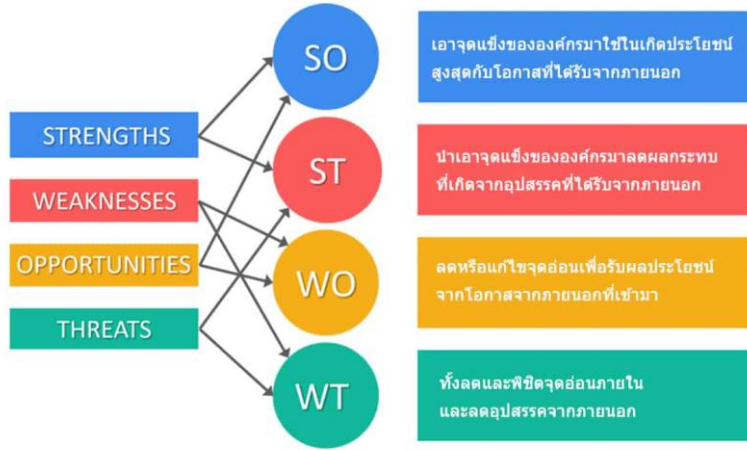 STRENGTHS
WEAKNESSES
OPPORTUNITIES
THREATS
SO
ST
WO
WT
เอาจุดแข็งขององค์กรมาใช้ในเกิดประโยชน์
สูงสุดกับโอกาสที่ได้รับจากภายนอก
นำเอาจุดแข็งขององค์กรมาลดผลกระทบ
ที่เกิดจากอุปสรรคที่ได้รับจากภายนอก
ลดหรือแก้ไขจุดอ่อนเพื่อรับผลประโยชน์
จากโอกาสจากภายนอกที่เข้ามา
ทั้งลดและพิชิตจุดอ่อนภายใน
และลดอุปสรรคจากภายนอก